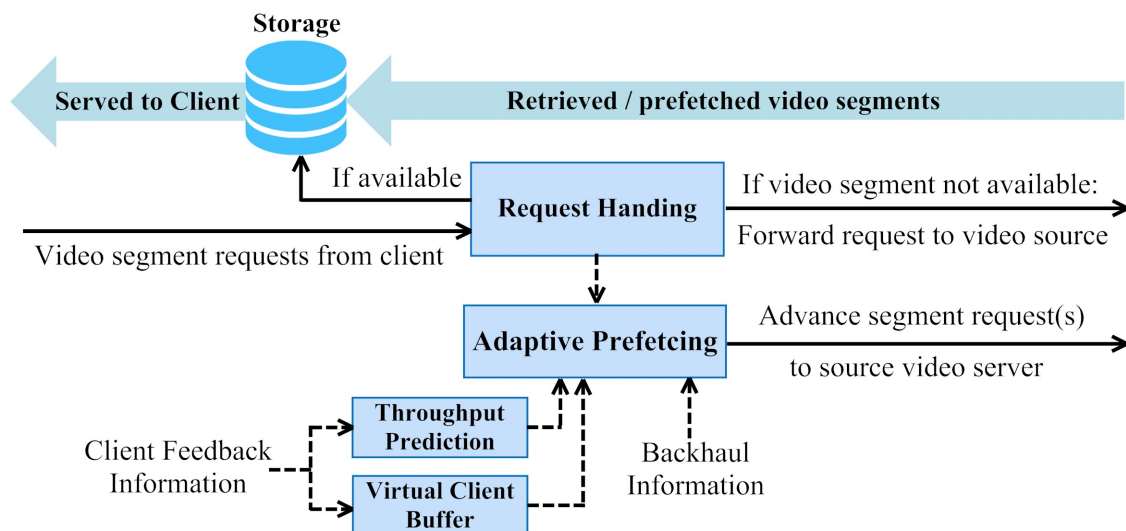 Storage
Served to Client
Retrieved / prefetched video segments
If available
Request Handing
If video segment not available:
Forward request to video source
Video segment requests from client
Adaptive Prefetcing
Advance segment request(s)
to source video server
Throughput
Prediction
Client Feedback
Information
Backhaul
Information
Virtual Client
Buffer